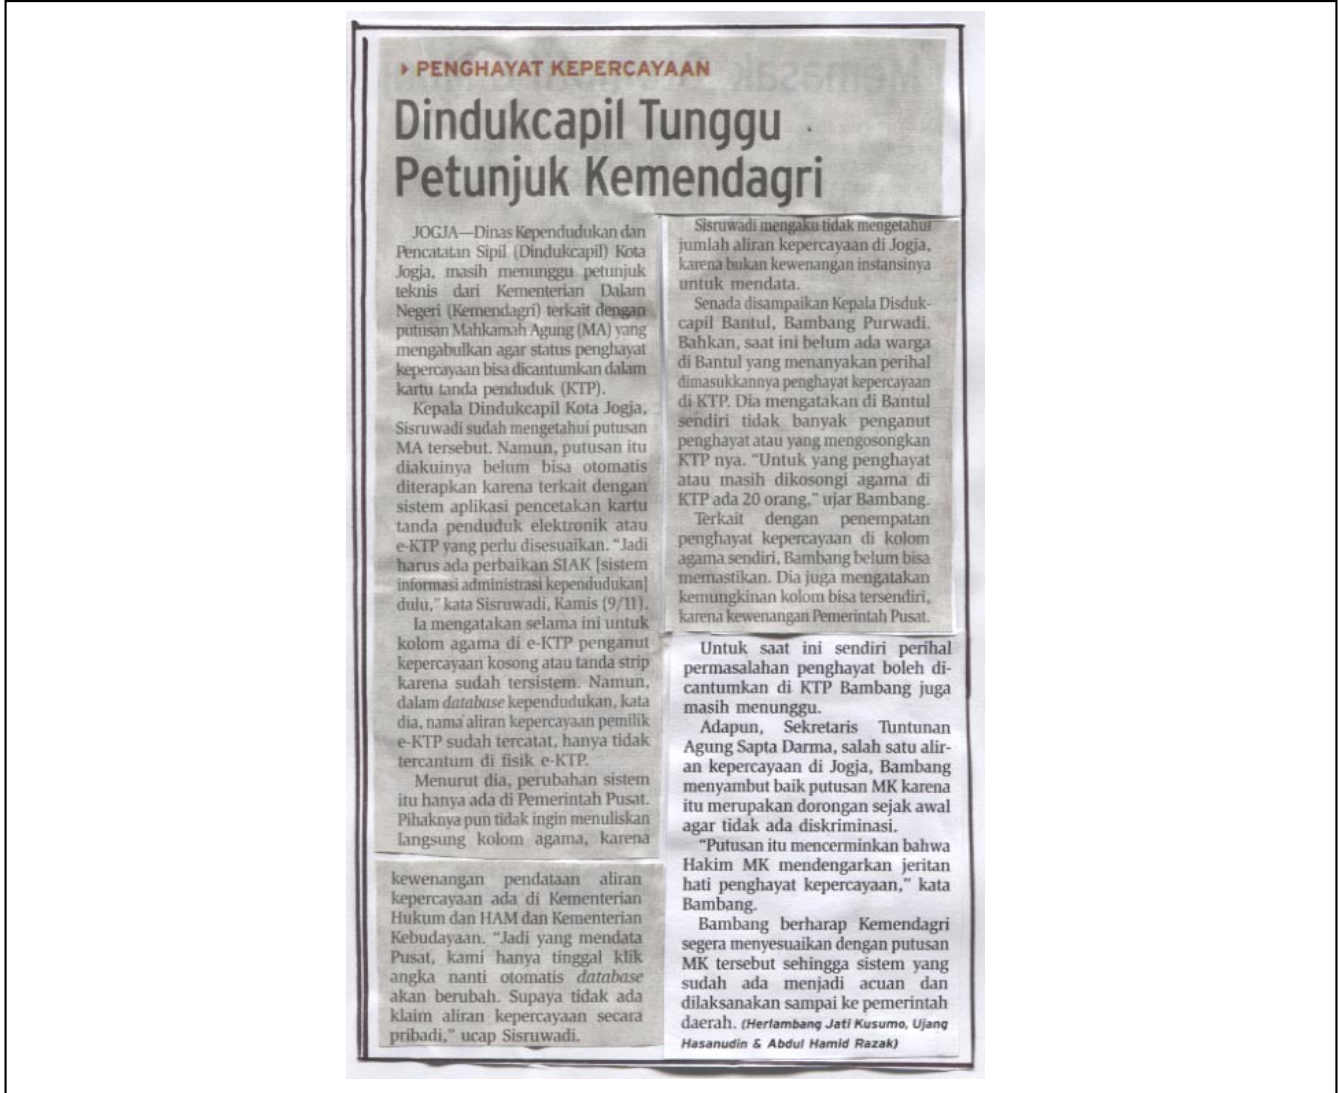 PENGHAYAT KEPERCAYAAN
Dindukcapil Tunggu
Petunjuk Kemendagri
JOGJA—Dinas Kependudukan dan
Pencatatan Sipil (Dindukcapil) Kota
Jogja, masih menunggu petunjuk
teknis dari Kementerian Dalam
Negeri (Kemendagri) terkait dengan
putusan Mahkamah Agung (MA) yang
mengabulkan agar status penghayat
kepercayaan bisa dicantumkan dalam
kartu tanda penduduk (KTP).
Kepala Dindukcapil Kota Jogja,
Sisruwadi sudah mengetahui putusan
MA tersebut. Namun, putusan itu
diakuinya belum bisa otomatis
diterapkan karena terkait dengan
sistem aplikasi pencetakan kartu
tanda penduduk elektronik atau
e-KTP yang perlu disesuaikan. “Jadi
harus ada perbaikan SIAK [sistem
informasi administrasi kependudukan]
dulu,” kata Sisruwadi, Kamis (9/11).
Ia mengatakan selama ini untuk
kolom agama di e-KTP penganut
kepercayaan kosong atau tanda strip
karena sudah tersistem. Namun,
dalam database kependudukan, kata
dia, nama aliran kepercayaan pemilik
e-KTP sudah tercatat, hanya tidak
tercantum di fisik e-KTP.
Menurut dia, perubahan sistem
itu hanya ada di Pemerintah Pusat.
Pihaknya pun tidak ingin menuliskan
langsung kolom agama, karena
kewenangan pendataan aliran
kepercayaan ada di Kementerian
Hukum dan HAM dan Kementerian
Kebudayaan. “Jadi yang mendata
Pusat, kami hanya tinggal klik
angka nanti otomatis database
akan berubah. Supaya tidak ada
klaim aliran kepercayaan secara
pribadi,” ucap Sisruwadi.
Sisruwadi mengaku tidak mengetahui
jumlah aliran kepercayaan di Jogja,
karena bukan kewenangan instansinya
untuk mendata.
Senada disampaikan Kepala Disduk-
capil Bantul, Bambang Purwadi.
Bahkan, saat ini belum ada warga
di Bantul yang menanyakan perihal
dimasukkannya penghayat kepercayaan
di KTP. Dia mengatakan di Bantul
sendiri tidak banyak penganut
penghayat atau yang mengosongkan
KTP nya. “Untuk yang penghayat
atau masih dikosongi agama di
KTP ada 20 orang,” ujar Bambang.
Terkait dengan penempatan
penghayat kepercayaan di kolom
agama sendiri, Bambang belum bisa
memastikan. Dia juga mengatakan
kemungkinan kolom bisa tersendiri,
karena kewenangan Pemerintah Pusat.
Untuk saat ini sendiri perihal
permasalahan penghayat boleh di-
cantumkan di KTP Bambang juga
masih menunggu.
Adapun, Sekretaris Tuntunan
Agung Sapta Darma, salah satu alir-
an kepercayaan di Jogja, Bambang
menyambut baik putusan MK karena
itu merupakan dorongan sejak awal
agar tidak ada diskriminasi.
“Putusan itu mencerminkan bahwa
Hakim MK mendengarkan jeritan
hati penghayat kepercayaan,” kata
Bambang.
Bambang berharap Kemendagri
segera menyesuaikan dengan putusan
MK tersebut sehingga sistem yang
sudah ada menjadi acuan dan
dilaksanakan sampai ke pemerintah
daerah. (Herlambang Jati Kusumo, Ujang
Hasanudin & Abdul Hamid Razak)